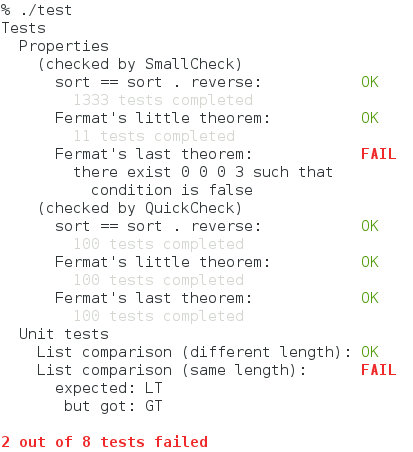 % ./test
Tests
  Properties
    (checked by SmallCheck)
      sort == sort . reverse:           OK
        1333 tests completed
      Fermat's little theorem:          OK
        11 tests completed
      Fermat's last theorem:            FAIL
        there exist 0 0 0 3 such that
          condition is false
    (checked by QuickCheck)
      sort == sort . reverse:           OK
        100 tests completed
      Fermat's little theorem:          OK
        100 tests completed
      Fermat's last theorem:            OK
        100 tests completed
  Unit tests
    List comparison (different length): OK
    List comparison (same length):      FAIL
      expected: LT
       but got: GT
2 out of 8 tests failed